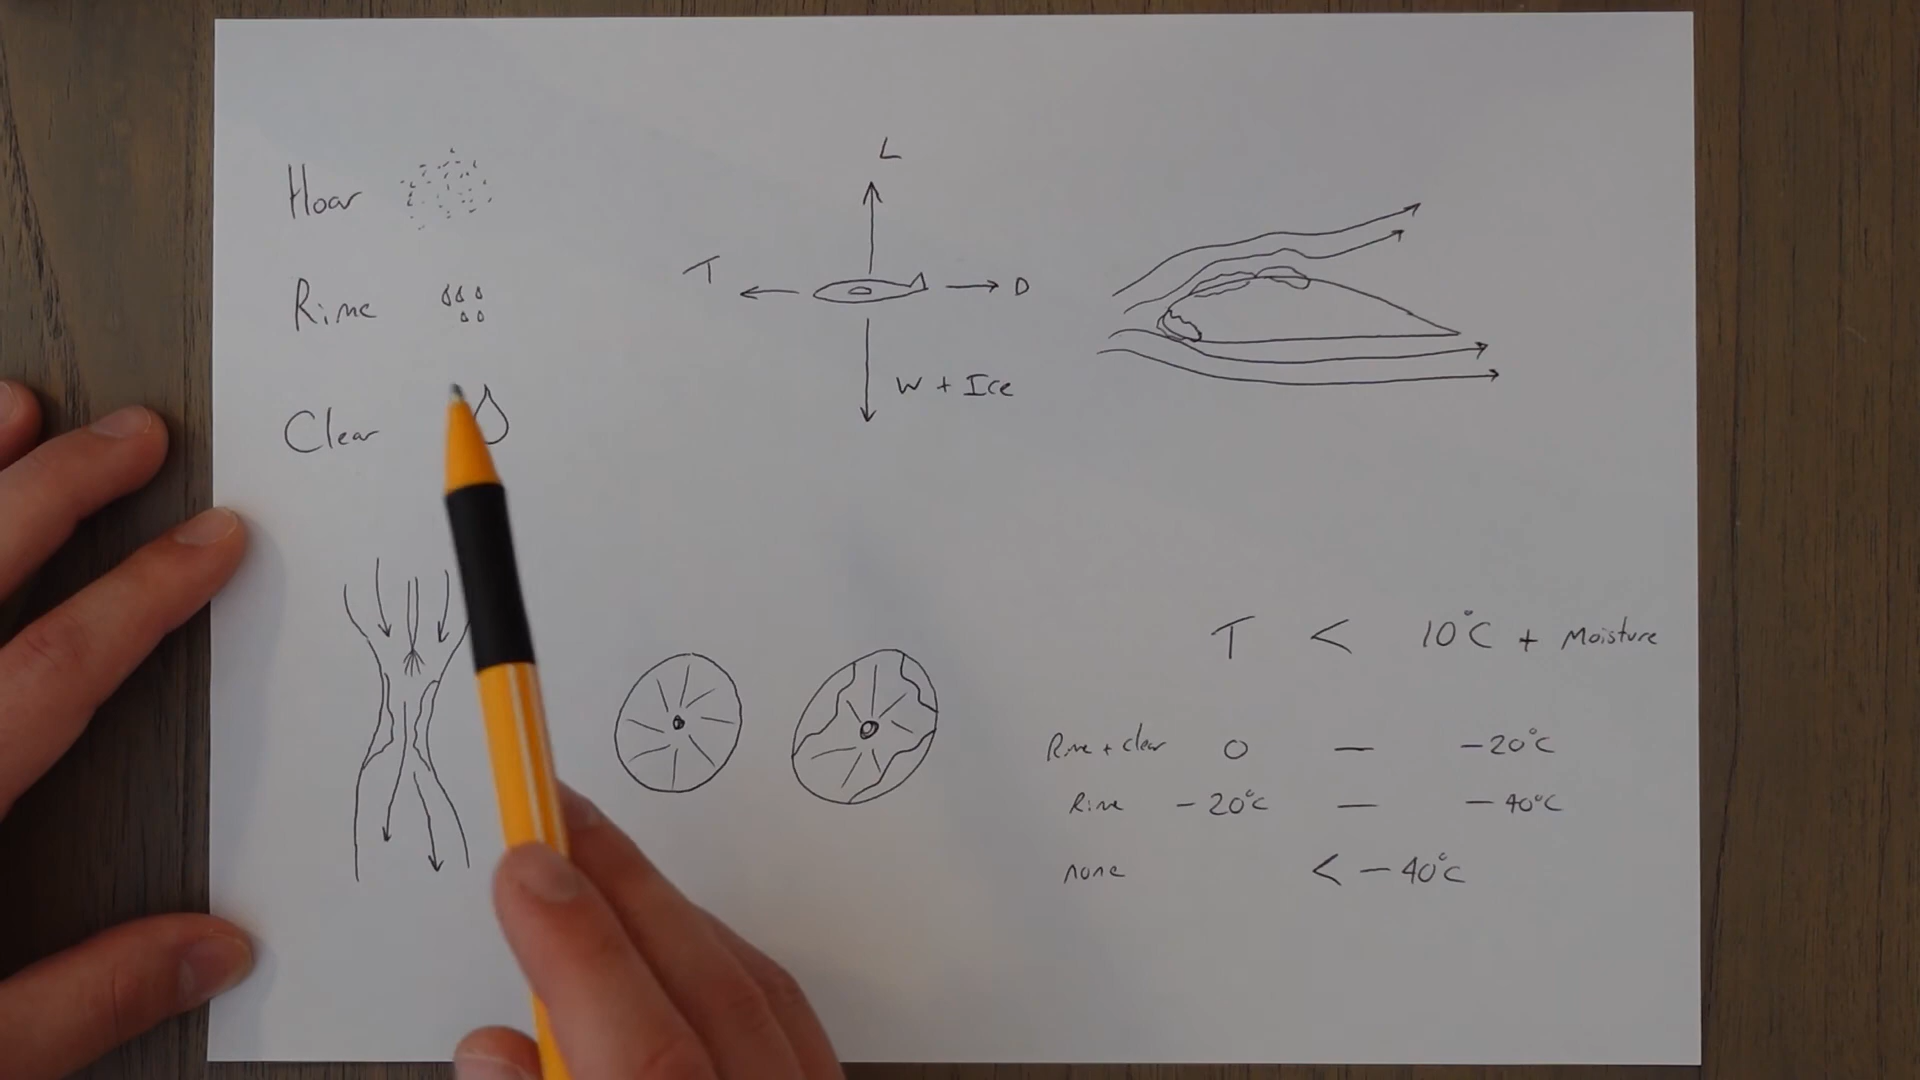 Hoar
Rime
Clear
L
T
D
W + Ice
T < 10°C + Moisture
Rime + clear 0 — -20°C
Rime -20°C — -40°C
none < -40°C